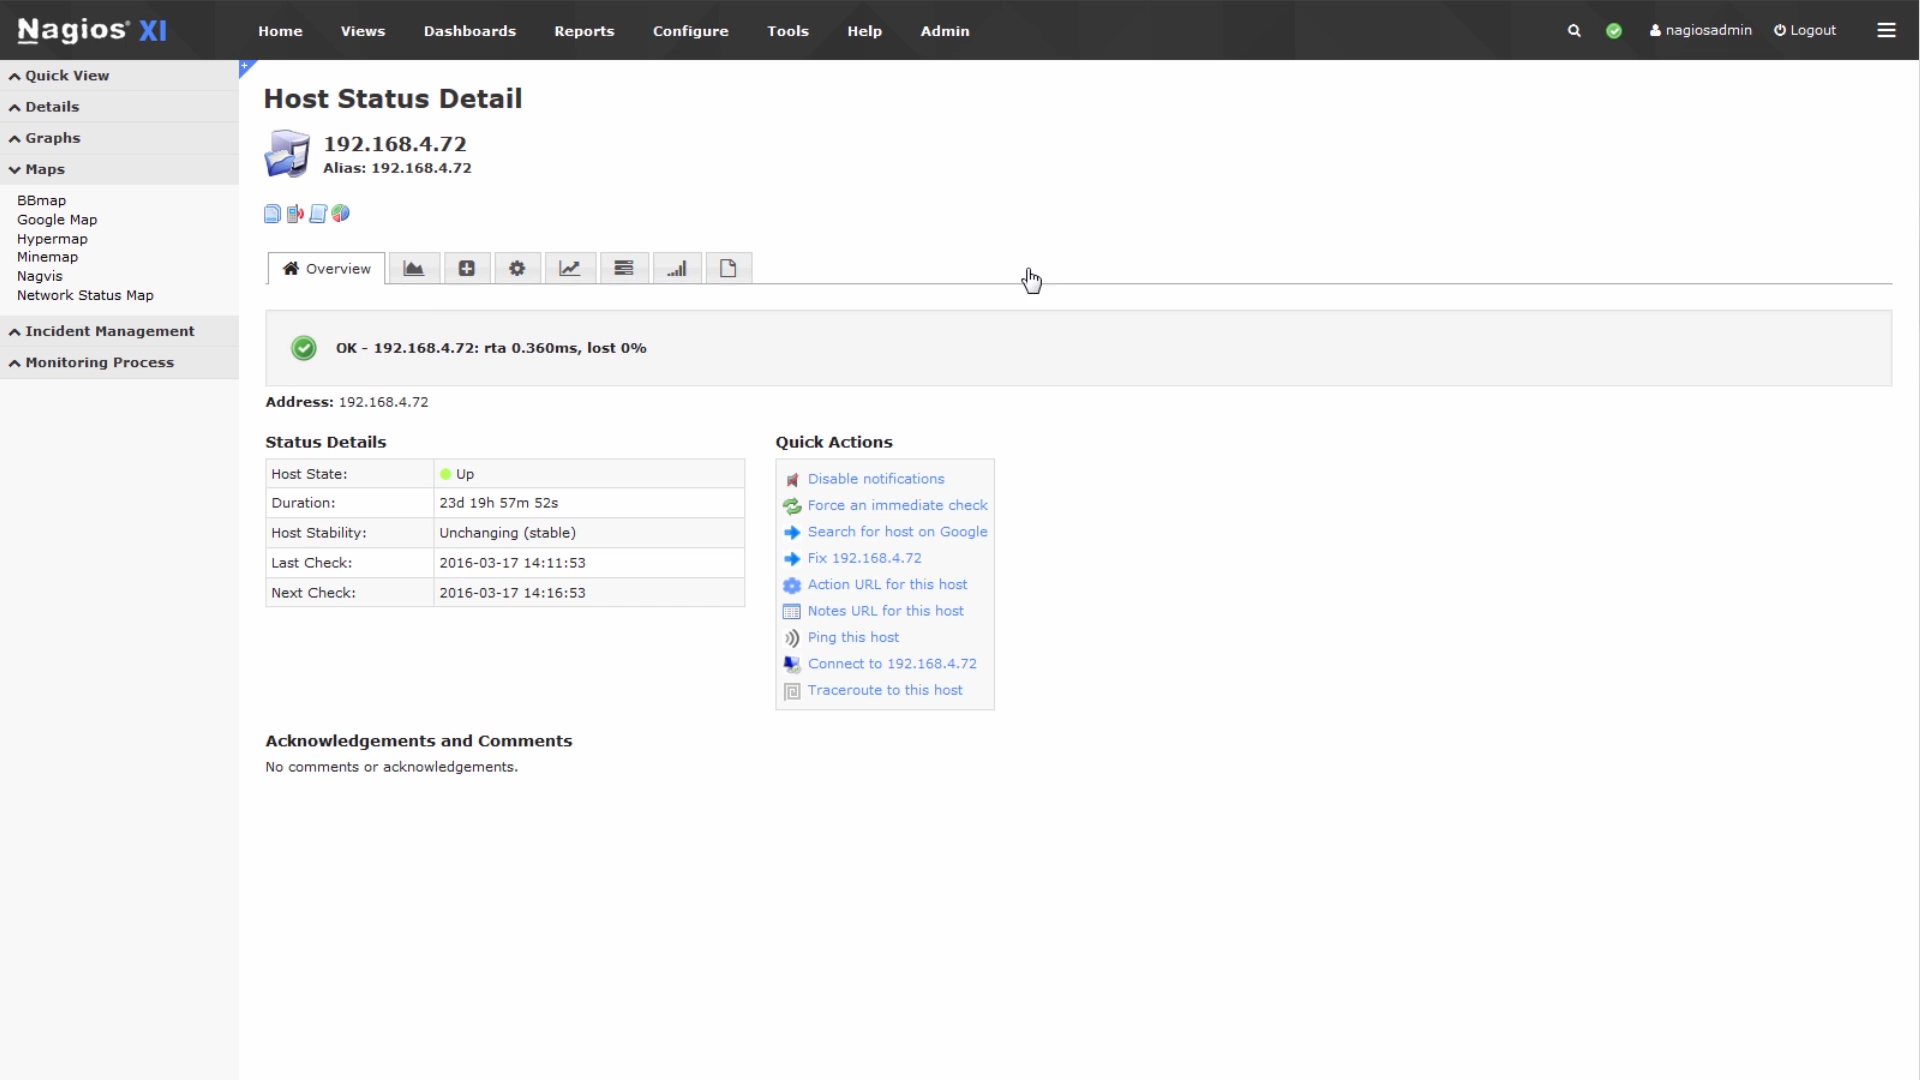 Nagios® XI
Home Views Dashboards Reports Configure Tools Help Admin
nagiosadmin Logout
Quick View
Details
Graphs
Maps
BBmap
Google Map
Hypermap
Minemap
Nagvis
Network Status Map
Incident Management
Monitoring Process
Host Status Detail
192.168.4.72
Alias: 192.168.4.72
Overview
OK - 192.168.4.72: rta 0.360ms, lost 0%
Address: 192.168.4.72
Status Details
Host State: Up
Duration: 23d 19h 57m 52s
Host Stability: Unchanging (stable)
Last Check: 2016-03-17 14:11:53
Next Check: 2016-03-17 14:16:53
Quick Actions
Disable notifications
Force an immediate check
Search for host on Google
Fix 192.168.4.72
Action URL for this host
Notes URL for this host
Ping this host
Connect to 192.168.4.72
Traceroute to this host
Acknowledgements and Comments
No comments or acknowledgements.